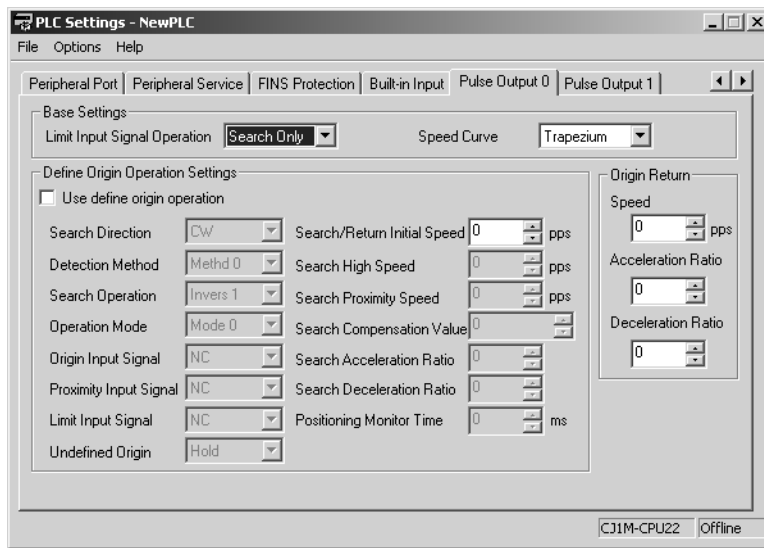 PLC Settings - NewPLC
File Options Help
Peripheral Port Peripheral Service FINS Protection Built-in Input Pulse Output 0 Pulse Output 1
Base Settings
Limit Input Signal Operation Search Only Speed Curve Trapezium
Define Origin Operation Settings
Use define origin operation
Search Direction CW Search/Return Initial Speed 0 pps
Detection Method Methd 0 Search High Speed 0 pps
Search Operation Invers 1 Search Proximity Speed 0 pps
Operation Mode Mode 0 Search Compensation Value 0
Origin Input Signal NC Search Acceleration Ratio 0
Proximity Input Signal NC Search Deceleration Ratio 0
Limit Input Signal NC Positioning Monitor Time 0 ms
Undefined Origin Hold
Origin Return
Speed
0 pps
Acceleration Ratio
0
Deceleration Ratio
0
CJ1M-CPU22 Offline